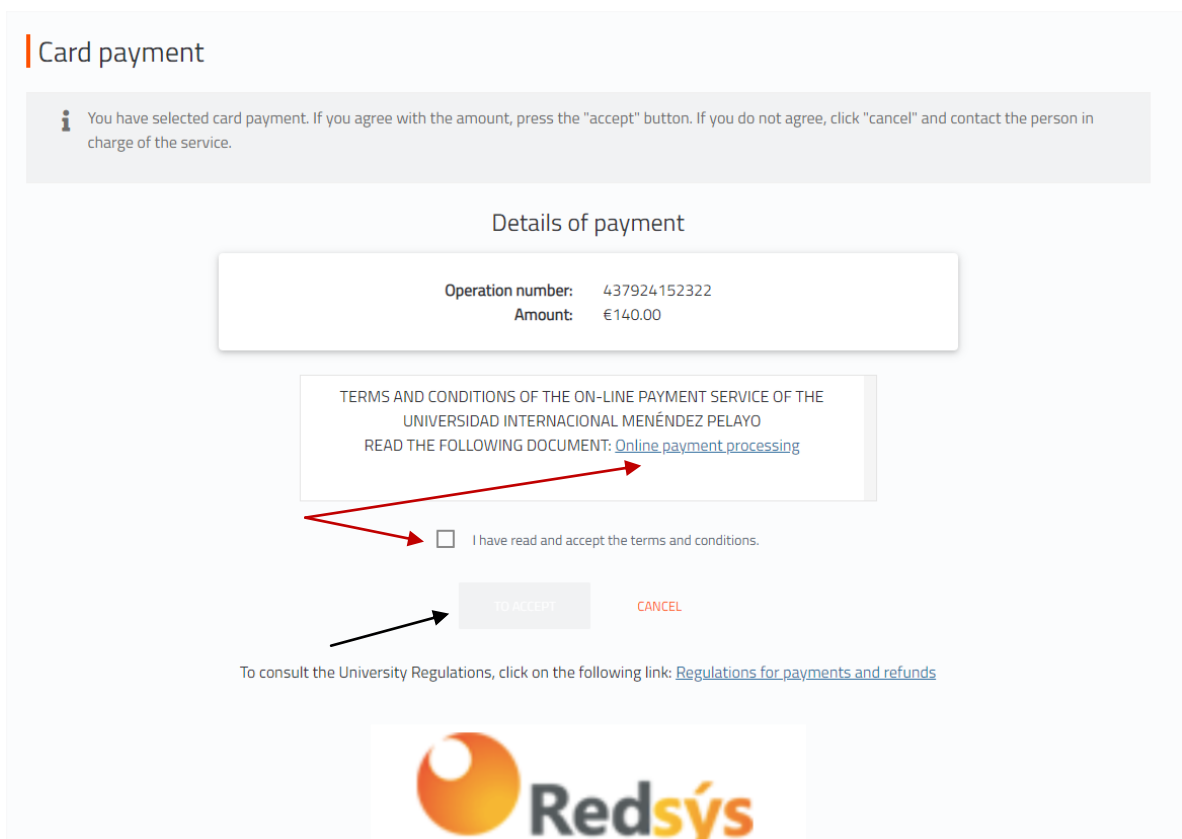 Card payment
You have selected card payment. If you agree with the amount, press the "accept" button. If you do not agree, click "cancel" and contact the person in
charge of the service.
Details of payment
Operation number: 437924152322
Amount: €140.00
TERMS AND CONDITIONS OF THE ON-LINE PAYMENT SERVICE OF THE
UNIVERSIDAD INTERNACIONAL MENÉNDEZ PELAYO
READ THE FOLLOWING DOCUMENT: Online payment processing
I have read and accept the terms and conditions.
TO ACCEPT CANCEL
To consult the University Regulations, click on the following link: Regulations for payments and refunds
Redsýs